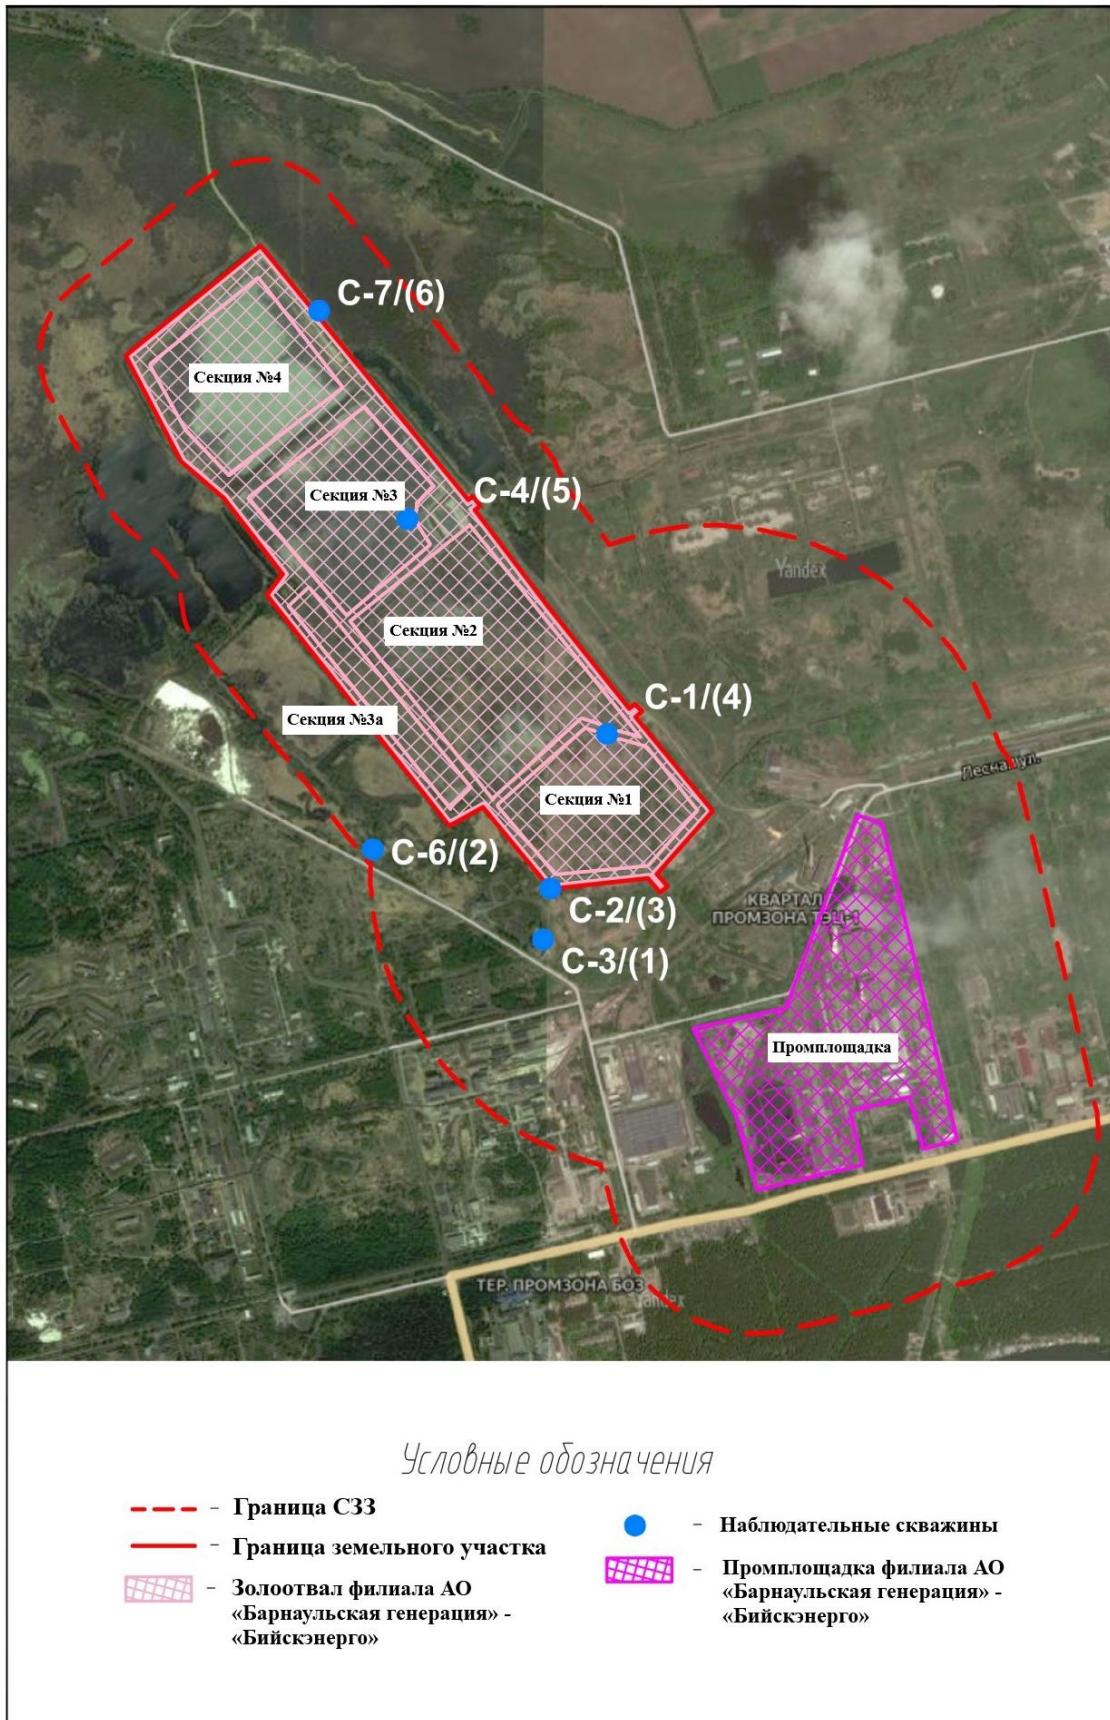 С-7/(6)
Секция №4
С-4/(5)
Секция №3
Yandex
Секция №2
С-1/(4)
Секция №3а
Лесная ул.
Секция №1
С-6/(2)
КВАРТАЛ
ПРОМЗОНА ТЭЦ-1
С-2/(3)
С-3/(1)
Промплощадка
ТЕР. ПРОМЗОНА БОЗ
Yandex
Условные обозначения
- Граница СЗЗ
- Граница земельного участка
- Золоотвал филиала АО
«Барнаульская генерация» -
«Бийскэнерго»
- Наблюдательные скважины
- Промплощадка филиала АО
«Барнаульская генерация» -
«Бийскэнерго»